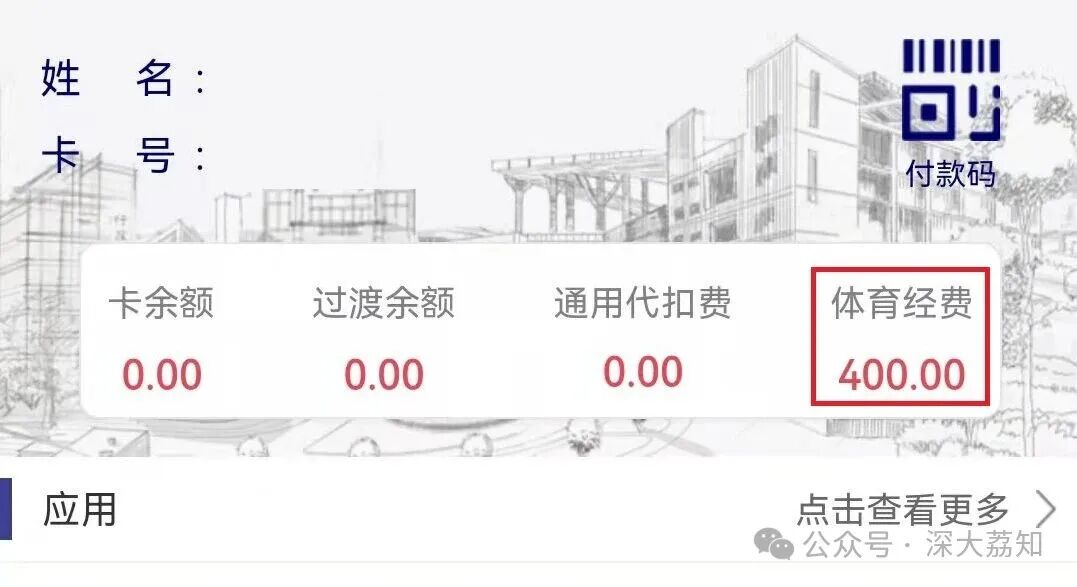 姓 名：
卡 号：
付款码
卡余额 过渡余额 通用代扣费 体育经费
0.00 0.00 0.00 400.00
应用 点击查看更多
公众号 · 深大荔知